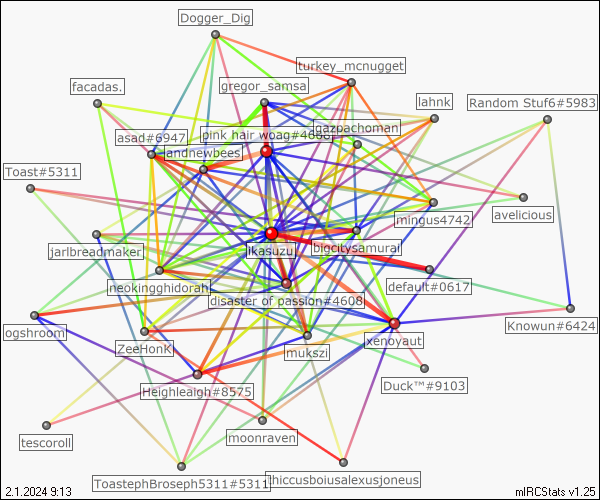 Dogger_Dig
turkey_mcnugget
gregor_samsa
facadas.
lahnk
Random Stuf6#5983
gazpachoman
pink hair woag#4688
asad#6947
andnewbees
Toast#5311
avelicious
mingus4742
jarlbreadmaker
ikasuzu
bigcitysamurai
neokingghidorah
default#0617
disaster of passion#4608
ogshroom
Knowun#6424
ZeeHonK
mukszi
xenoyaut
Heighleaigh#8575
Duck™#9103
tescoroll
moonraven
ToastephBroseph5311#5311
thiccusboiusalexusjoneus
2.1.2024 9:13
mIRCStats v1.25